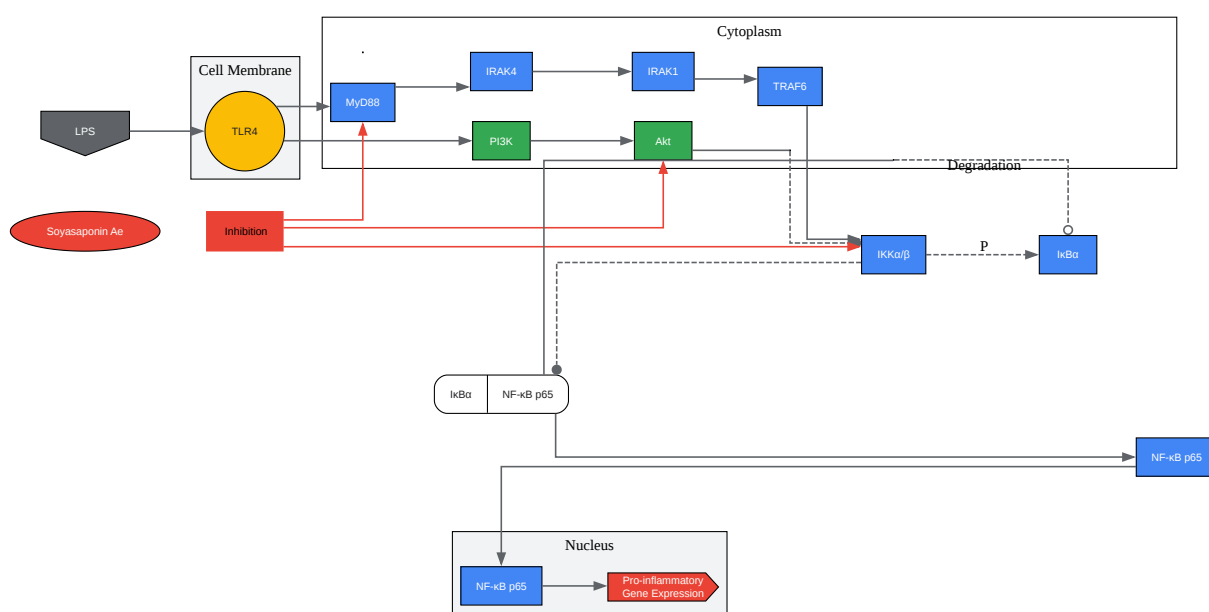 Cytoplasm
.
Cell Membrane
IRAK4
IRAK1
TRAF6
MyD88
LPS
TLR4
PI3K
Akt
Degradation
Soyasaponin Ae
Inhibition
IKKα/β
P
IκBα
IκBα
NF-κB p65
NF-κB p65
Nucleus
NF-κB p65
Pro-inflammatory
Gene Expression